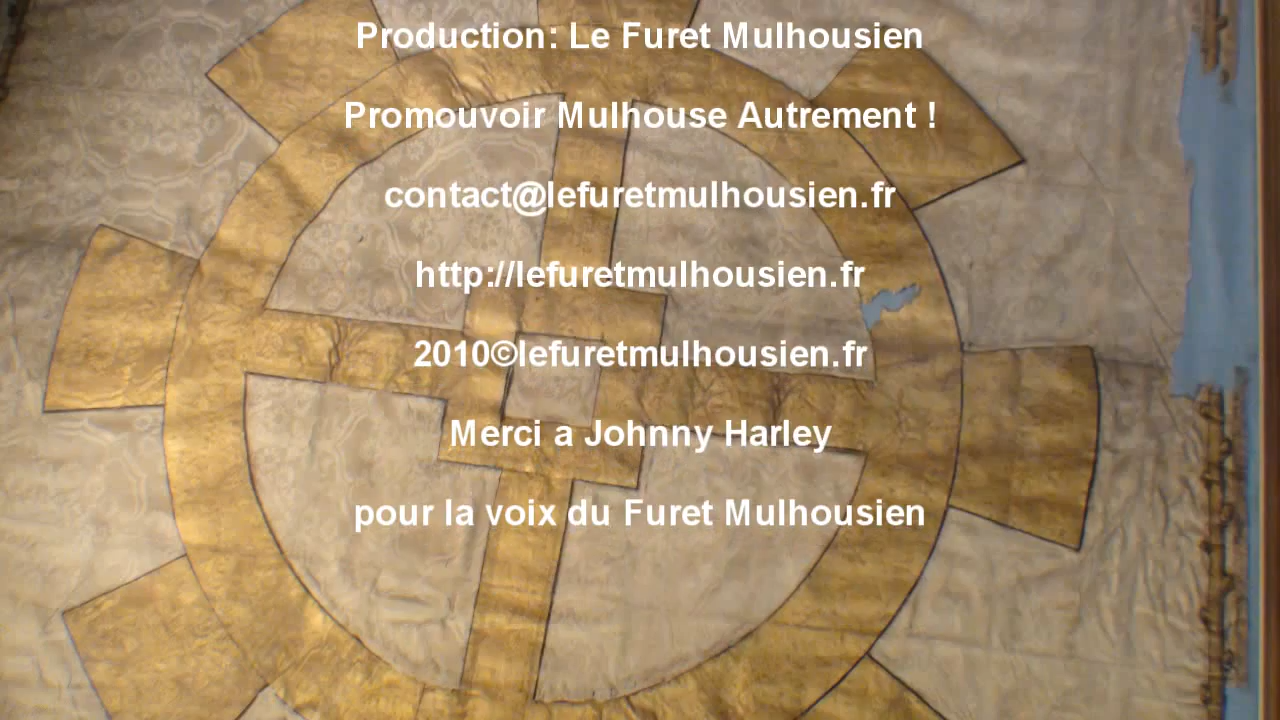 Production: Le Furet Mulhousien
Promouvoir Mulhouse Autrement !
contact@lefuretmulhousien.fr
http://lefuretmulhousien.fr
2010©lefuretmulhousien.fr
Merci a Johnny Harley
pour la voix du Furet Mulhousien